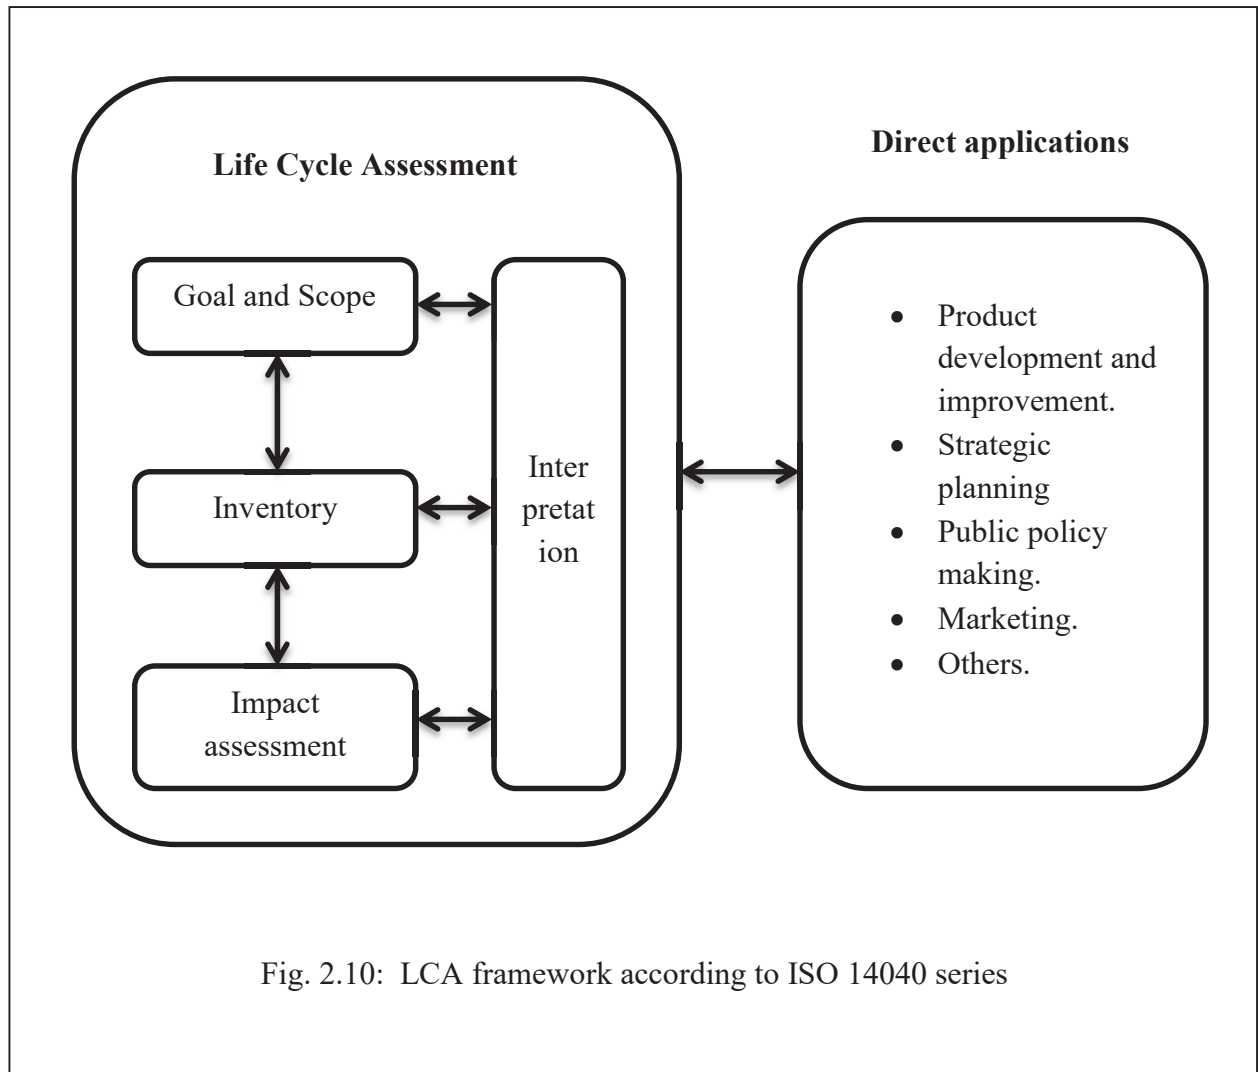 Life Cycle Assessment
Goal and Scope
Inventory
Impact
assessment
Inter
pretat
ion
Direct applications
• Product
development and
improvement.
• Strategic
planning
• Public policy
making.
• Marketing.
• Others.
Fig. 2.10:  LCA framework according to ISO 14040 series